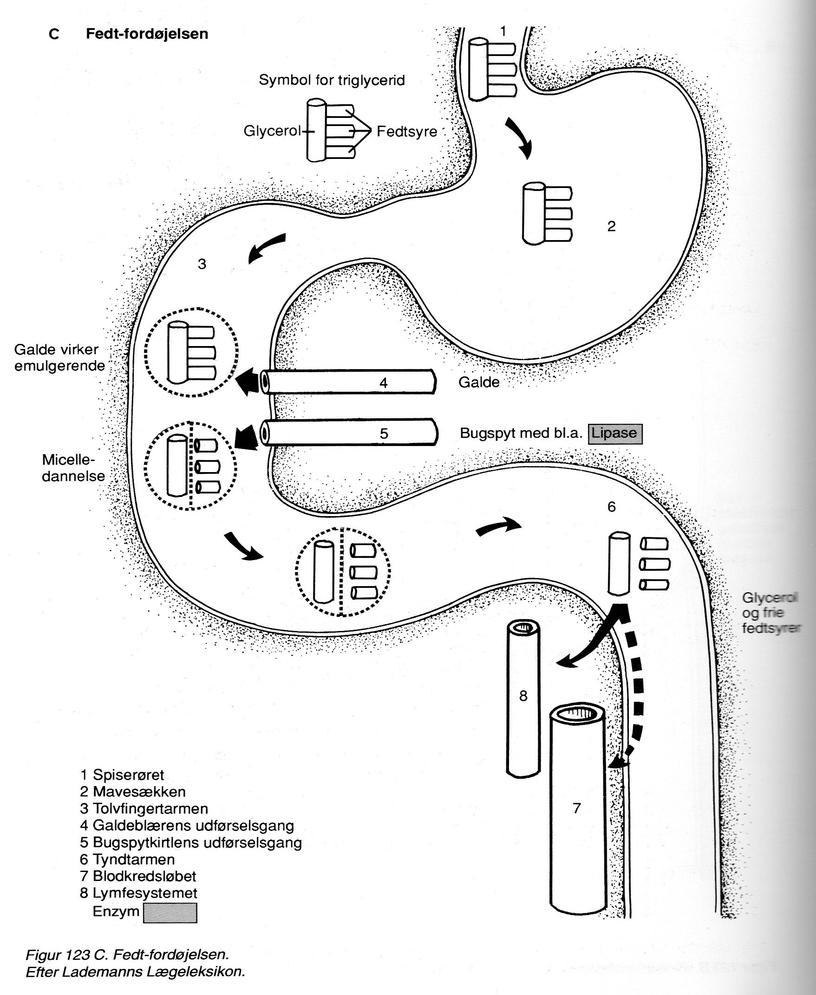 C Fedt-fordøjelsen
1
Symbol for triglycerid
Glycerol
Fedtsyre
2
3
Galde virker
emulgerende
4
Galde
5
Bugspyt med bl.a. Lipase
Micelle-
dannelse
6
Glycerol
og frie
fedtsyrer
8
7
1 Spiserøret
2 Mavesækken
3 Tolvfingertarmen
4 Galdeblærens udførselsgang
5 Bugspytkirtlens udførselsgang
6 Tyndtarmen
7 Blodkredsløbet
8 Lymfesystemet
Enzym
Figur 123 C. Fedt-fordøjelsen.
Efter Lademanns Lægeleksikon.